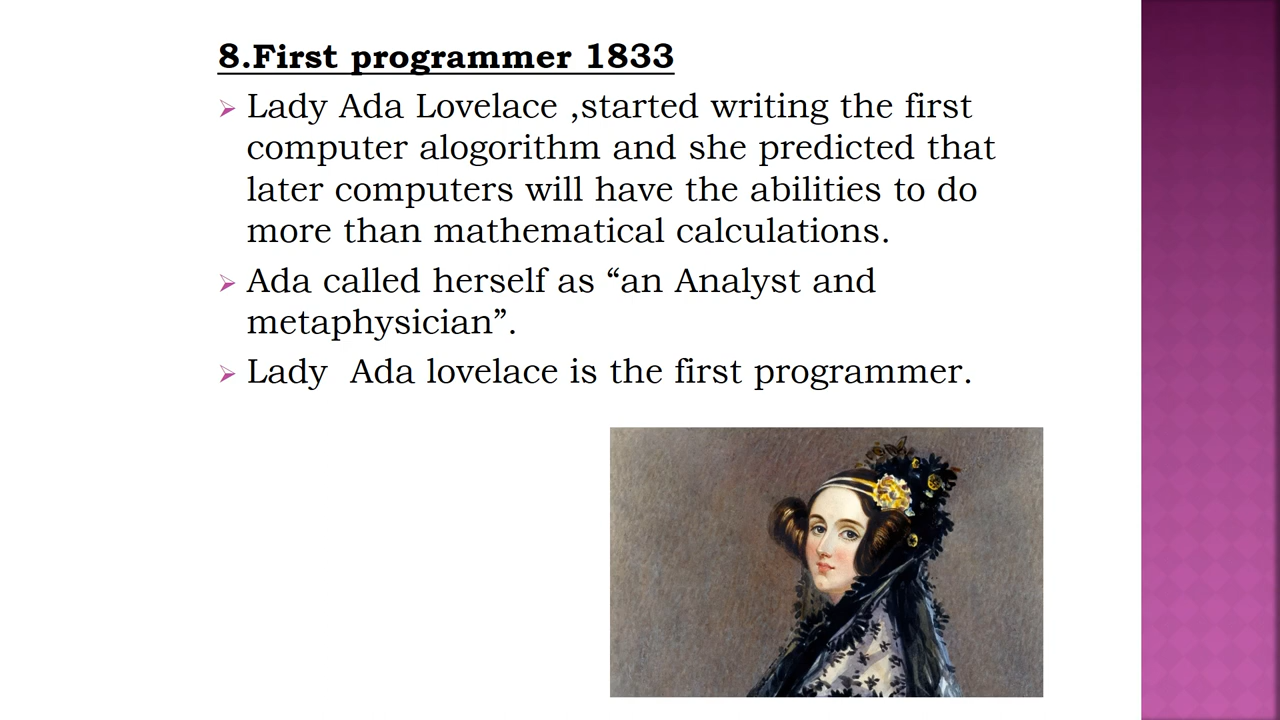 8.First programmer 1833
Lady Ada Lovelace ,started writing the first
computer alogorithm and she predicted that
later computers will have the abilities to do
more than mathematical calculations.
Ada called herself as “an Analyst and
metaphysician”.
Lady  Ada lovelace is the first programmer.